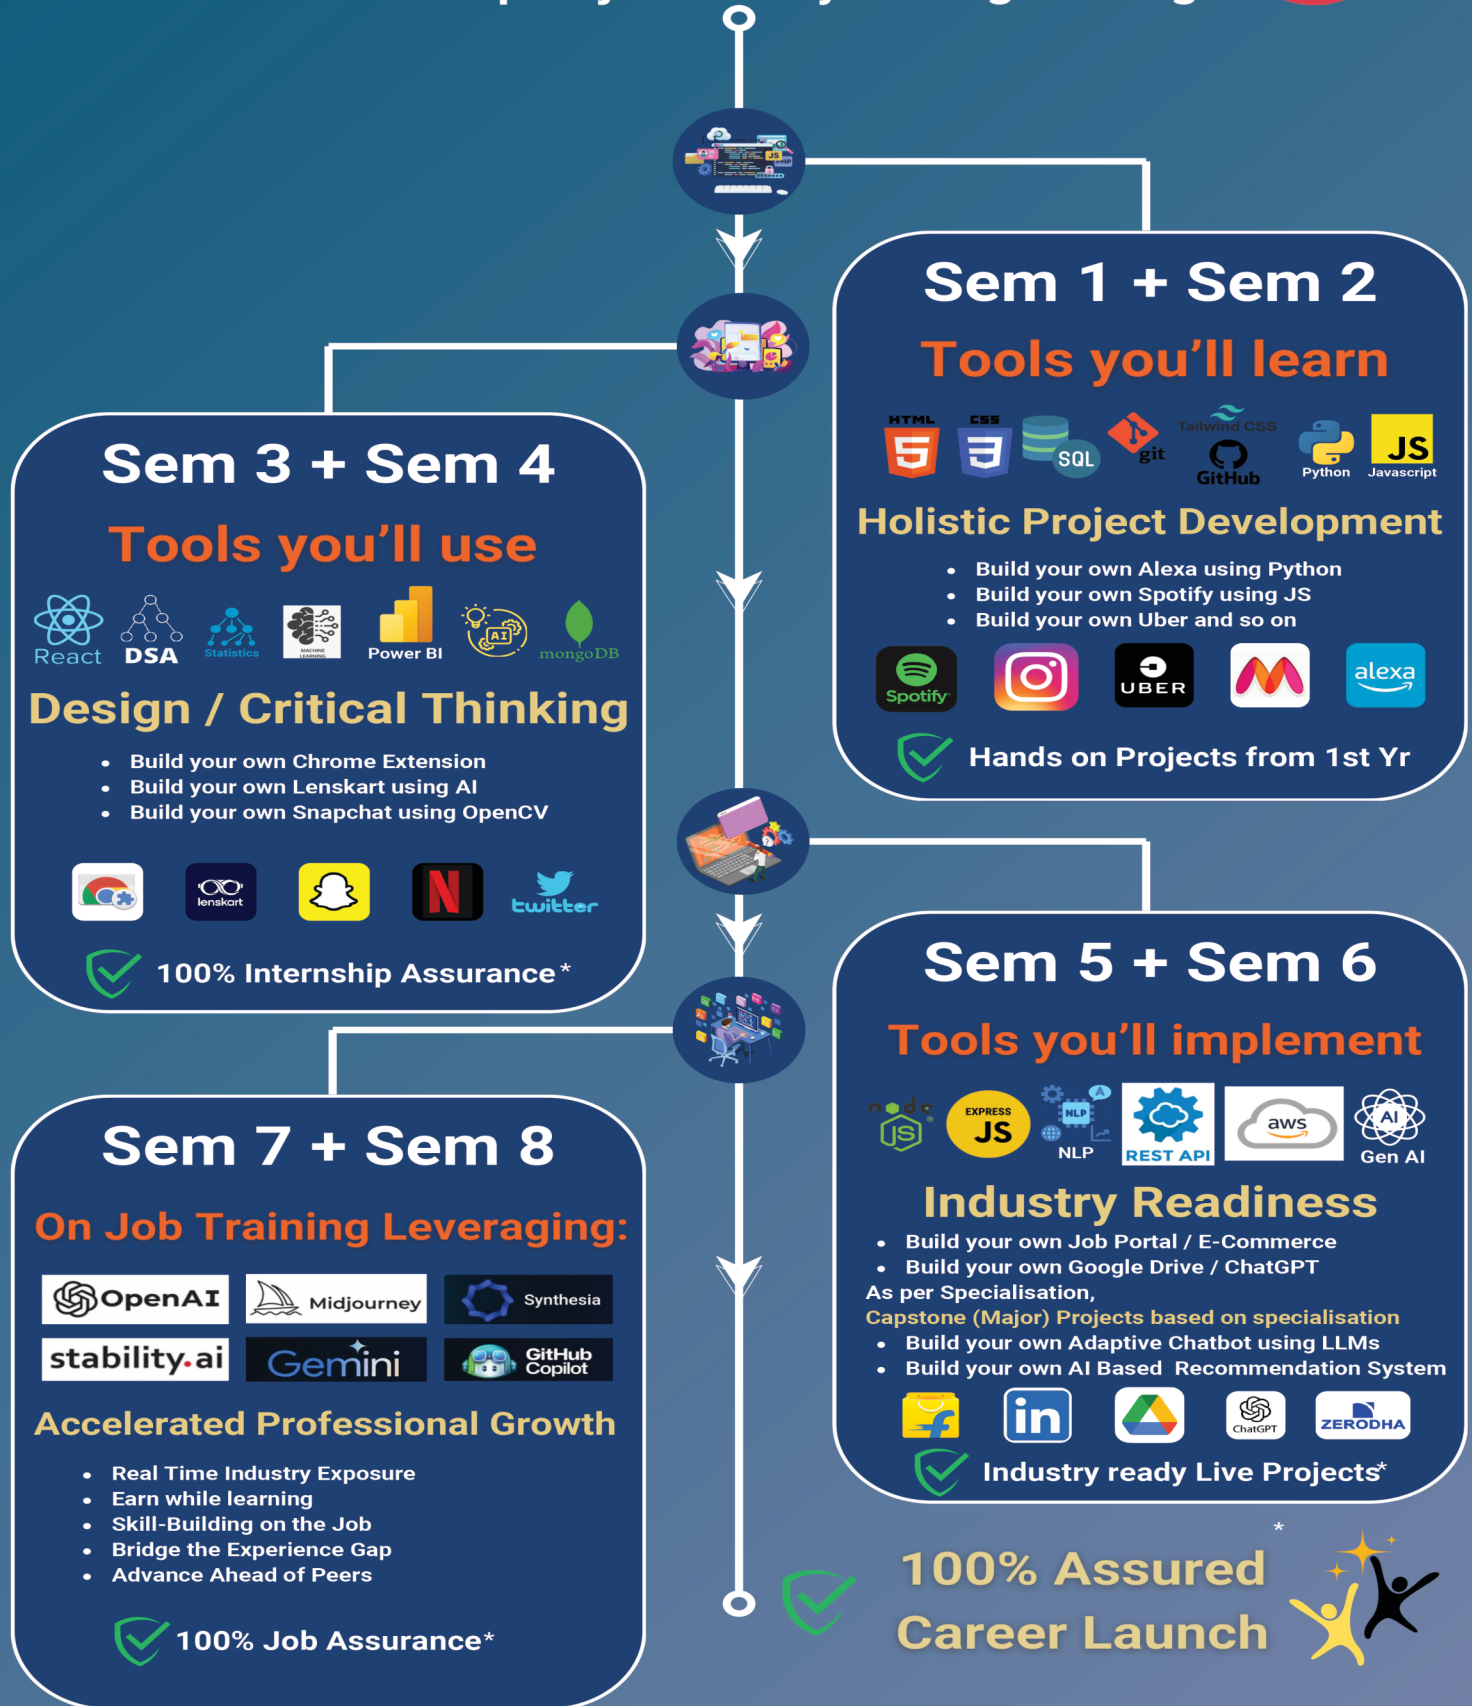 Sem 1 + Sem 2
Tools you'll learn
HTML
CSS
SQL
git
Tailwind CSS
GitHub
Python
JS
Javascript
Holistic Project Development
• Build your own Alexa using Python
• Build your own Spotify using JS
• Build your own Uber and so on
Spotify
UBER
alexa
Hands on Projects from 1st Yr
Sem 3 + Sem 4
Tools you'll use
React
DSA
Statistics
MACHINE
LEARNING
Power BI
AI
mongoDB
Design / Critical Thinking
• Build your own Chrome Extension
• Build your own Lenskart using AI
• Build your own Snapchat using OpenCV
lenskart
N
twitter
100% Internship Assurance*
Sem 5 + Sem 6
Tools you'll implement
node
JS
EXPRESS
JS
NLP
NLP
REST API
aws
AI
Gen AI
Industry Readiness
• Build your own Job Portal / E-Commerce
• Build your own Google Drive / ChatGPT
As per Specialisation,
Capstone (Major) Projects based on specialisation
• Build your own Adaptive Chatbot using LLMs
• Build your own AI Based Recommendation System
in
ChatGPT
ZERODHA
Industry ready Live Projects*
Sem 7 + Sem 8
On Job Training Leveraging:
OpenAI
Midjourney
Synthesia
stability.ai
Gemini
GitHub
Copilot
Accelerated Professional Growth
• Real Time Industry Exposure
• Earn while learning
• Skill-Building on the Job
• Bridge the Experience Gap
• Advance Ahead of Peers
100% Job Assurance*
100% Assured*
Career Launch